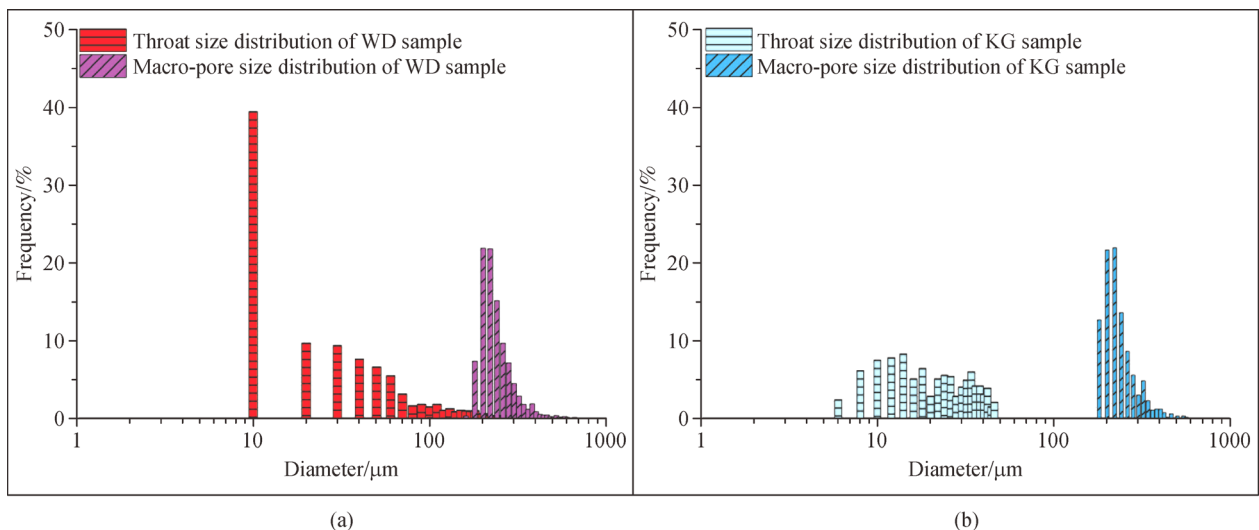 50
40
30
20
10
0
Frequency/%
Throat size distribution of WD sample
Macro-pore size distribution of WD sample
1
10
100
1000
Diameter/μm
(a)
50
40
30
20
10
0
Frequency/%
Throat size distribution of KG sample
Macro-pore size distribution of KG sample
1
10
100
1000
Diameter/μm
(b)